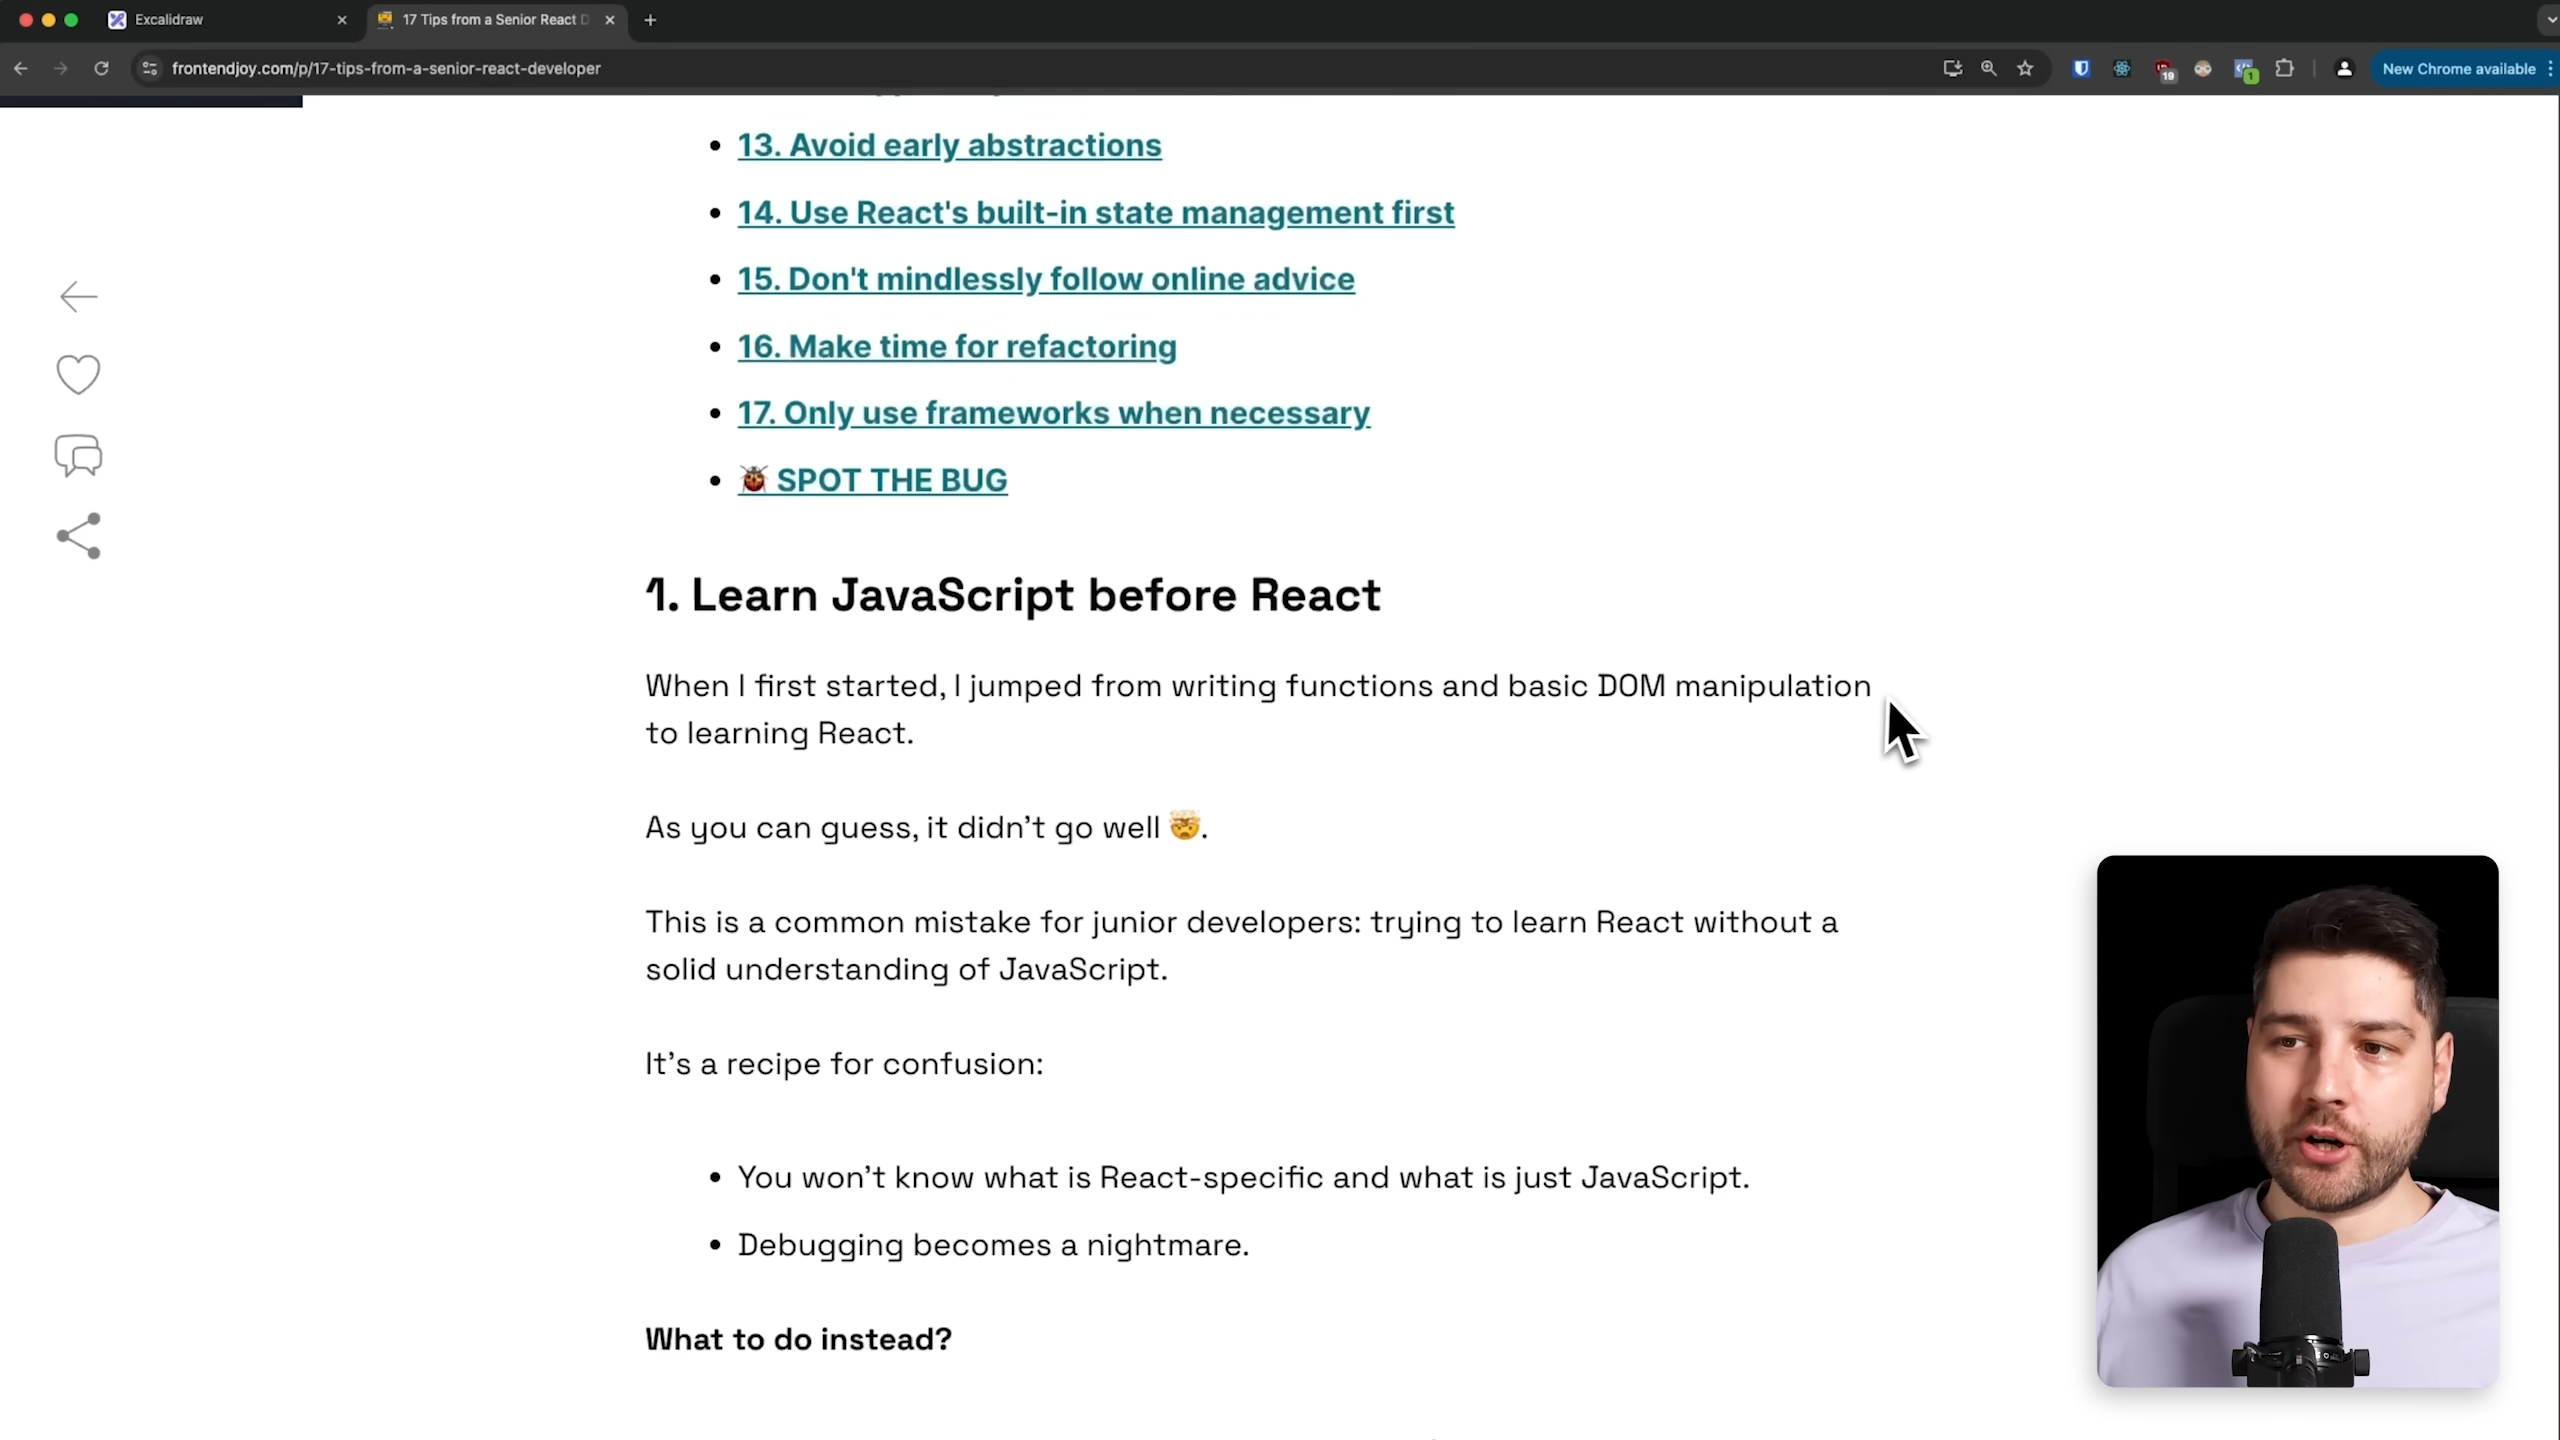 Excalidraw
17 Tips from a Senior React D
frontendjoy.com/p/17-tips-from-a-senior-react-developer
19
1
New Chrome available
13. Avoid early abstractions
14. Use React's built-in state management first
15. Don't mindlessly follow online advice
16. Make time for refactoring
17. Only use frameworks when necessary
🐞 SPOT THE BUG
1. Learn JavaScript before React
When I first started, I jumped from writing functions and basic DOM manipulation
to learning React.
As you can guess, it didn’t go well 🤯.
This is a common mistake for junior developers: trying to learn React without a
solid understanding of JavaScript.
It’s a recipe for confusion:
You won’t know what is React-specific and what is just JavaScript.
Debugging becomes a nightmare.
What to do instead?